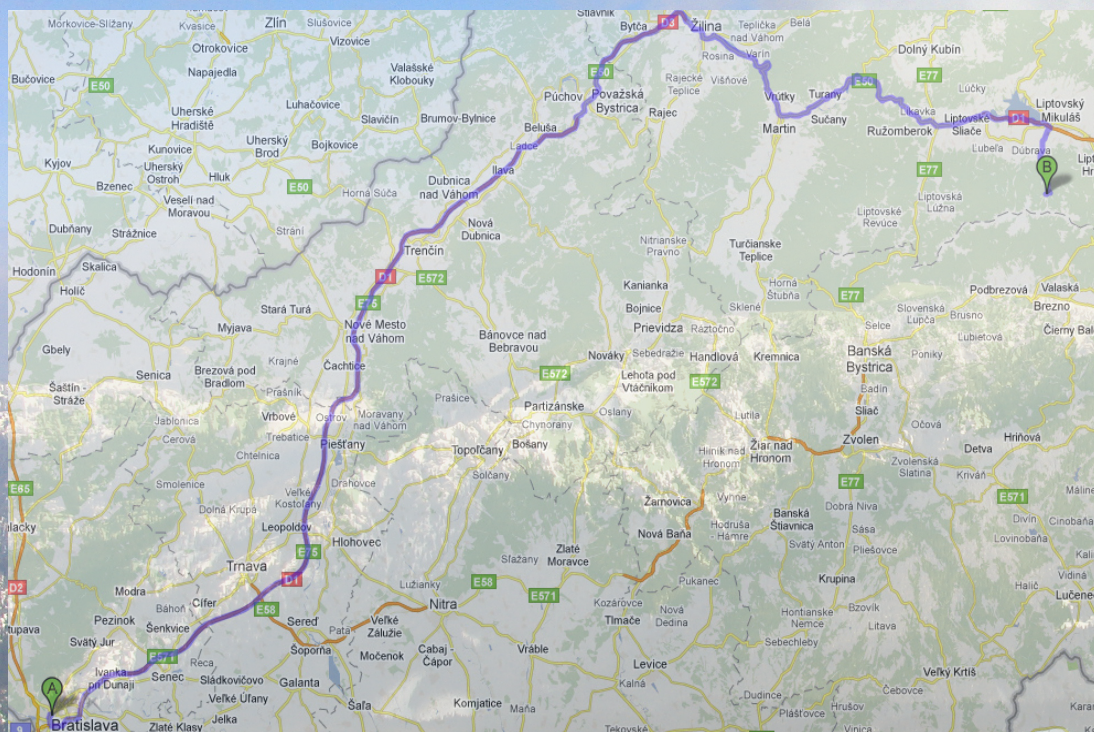 Morkovice-Slížany
Kvasice
Zlín
Slušovice
Otrokovice
Vizovice
Napajedla
Valašské
Klobouky
Bučovice
E50
Luhačovice
Uherské
Hradiště
Slavičín
Brumov-Bylnice
Kunovice
Uherský
Brod
Bojkovice
Kyjov
Uherský
Ostroh
Hluk
Bzenec
E50
Horná Súča
Veselí nad
Moravou
Dubňany
Strážnice
Strání
Hodonín
Skalica
Holíč
Štiavnik
Bytča
D3
Žilina
Teplička
nad Váhom
Belá
Rosina
Varín
Višňové
Dolný Kubín
E50
Rajecké
Teplice
E50
E77
Lúčky
Púchov
Považská
Bystrica
Rajec
Vrútky
Turany
Sučany
Likavka
Liptovský
Mikuláš
D1
Beluša
Martin
Ružomberok
Liptovské
Sliače
Ladce
Ľubeľa
Dúbrava
Ilava
E77
B
Dubnica
nad Váhom
Liptovská
Lúžna
Liptovské
Revúce
Nová
Dubnica
Trenčín
Nitrianske
Pravno
Turčianske
Teplice
D1
E572
Kanianka
Horná
Štubňa
E77
Podbrezová
Valaská
Brezno
E75
Stará Turá
Bojnice
Sklené
Slovenská
Ľupča
Brusno
Nové Mesto
nad Váhom
Myjava
Bánovce nad
Bebravou
Prievidza
Ráztočno
Selce
Ľubietová
Gbely
Nováky
Sebedražie
Handlová
Kremnica
Banská
Bystrica
Poniky
Krajné
Čachtice
Senica
Brezová pod
Bradlom
E572
Lehota pod
Vtáčnikom
E572
Badín
Šaštín -
Stráže
Prašník
Prašice
Partizánske
Oslany
Sliač
Vrbové
Ostrov
Moravany
nad Váhom
Chynorany
Lutila
Očová
Jablonica
Cerová
Trebatice
Piešťany
Topoľčany
Bošany
Žiar nad
Hronom
Zvolen
Hriňová
Chtelnica
Solčany
Hliník nad
Hronom
Zvolenská
Slatina
Detva
Kriváň
E65
Smolenice
Drahovce
E77
Veľké
Kostoľany
Žarnovica
Vyhne
Dobrá Niva
E571
Dolná Krupa
Leopoldov
Banská
Štiavnica
Divín
Nová Baňa
Hodruša
- Hámre
Sása
Hlohovec
Lovinobaňa
E75
Zlaté
Moravce
Svätý Anton
Pliešovce
Trnava
Sľažany
D1
D2
Lužianky
E58
Pukanec
Krupina
Halič
Vidiná
Modra
Cífer
E58
Nitra
E571
Kozárovce
Lučenec
Báhoň
Pezinok
Šenkvice
Sereď
Pata
Veľké
Zálužie
Tlmače
Nová
Dedina
Hontianske
Nemce
Bzovík
Litava
Svätý Jur
Šoporňa
Močenok
Cabaj -
Čápor
Vráble
Sebechleby
Reca
Ivanka
pri Dunaji
Senec
Sládkovičovo
Galanta
Levice
Veľký Krtíš
A
Veľké Úľany
Šaľa
Kalná
Dudince
Čebovce
Bratislava
Zlaté Klasy
Jelka
Komjatice
Maňa
Plášťovce
Hrušov
Tekovské
Vinica